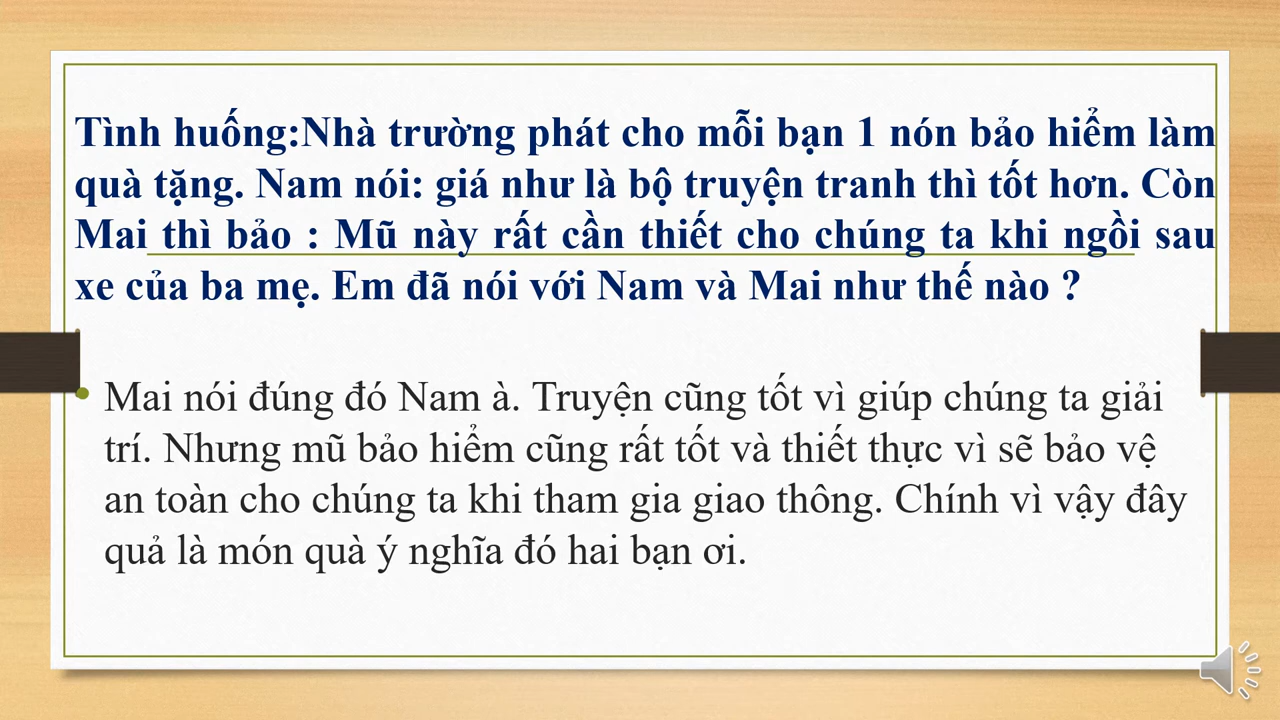 Tình huống:Nhà trường phát cho mỗi bạn 1 nón bảo hiểm làm
quà tặng. Nam nói: giá như là bộ truyện tranh thì tốt hơn. Còn
Mai thì bảo : Mũ này rất cần thiết cho chúng ta khi ngồi sau
xe của ba mẹ. Em đã nói với Nam và Mai như thế nào ?
• Mai nói đúng đó Nam à. Truyện cũng tốt vì giúp chúng ta giải
trí. Nhưng mũ bảo hiểm cũng rất tốt và thiết thực vì sẽ bảo vệ
an toàn cho chúng ta khi tham gia giao thông. Chính vì vậy đây
quả là món quà ý nghĩa đó hai bạn ơi.